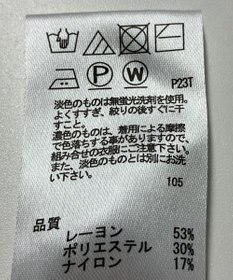 P W
P23T
淡色のものは無蛍光洗剤を使用。
よくすすぎ、絞りの後すぐに干
すこと。
濃色のものは、着用による摩擦
で色落ちする事がありますので、
組み合せの衣服にご注意下さい。
また、淡色のものとは別にお洗
い下さい。
105
品質
レーヨン 53%
ポリエステル 30%
ナイロン 17%